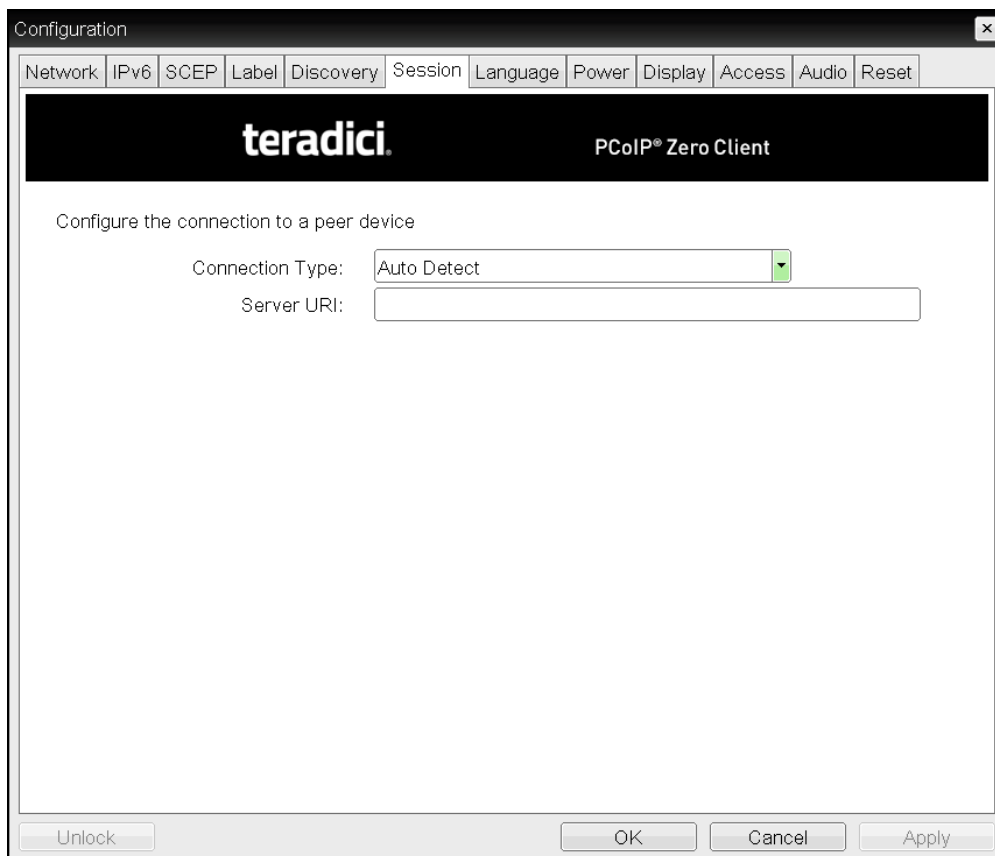 Configuration
Network IPv6 SCEP Label Discovery Session Language Power Display Access Audio Reset
teradici. PCoIP® Zero Client
Configure the connection to a peer device
Connection Type: Auto Detect
Server URI:
Unlock OK Cancel Apply